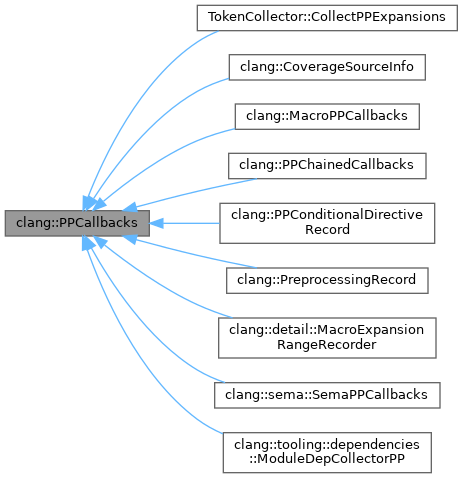 TokenCollector::CollectPPExpansions
clang::CoverageSourceInfo
clang::MacroPPCallbacks
clang::PPChainedCallbacks
clang::PPCallbacks
clang::PPConditionalDirective
Record
clang::PreprocessingRecord
clang::detail::MacroExpansion
RangeRecorder
clang::sema::SemaPPCallbacks
clang::tooling::dependencies
::ModuleDepCollectorPP